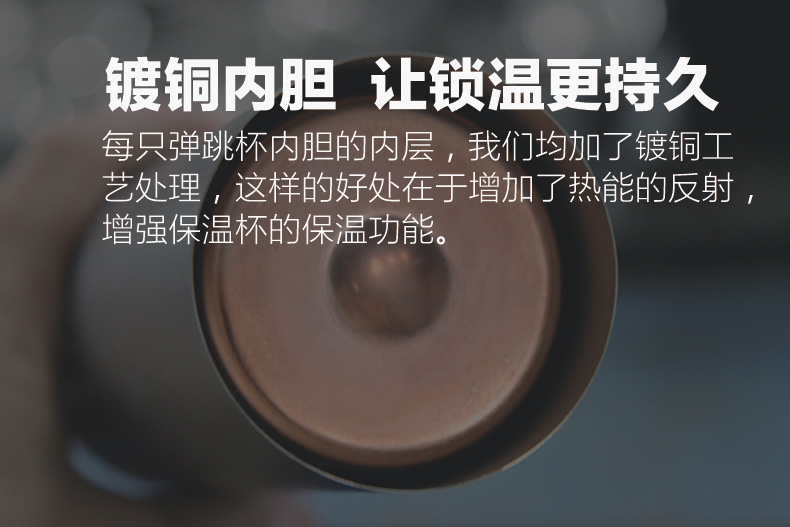 镀铜内胆 让锁温更持久
每只弹跳杯内胆的内层，我们均加了镀铜工
艺处理，这样的好处在于增加了热能的反射，
增强保温杯的保温功能。